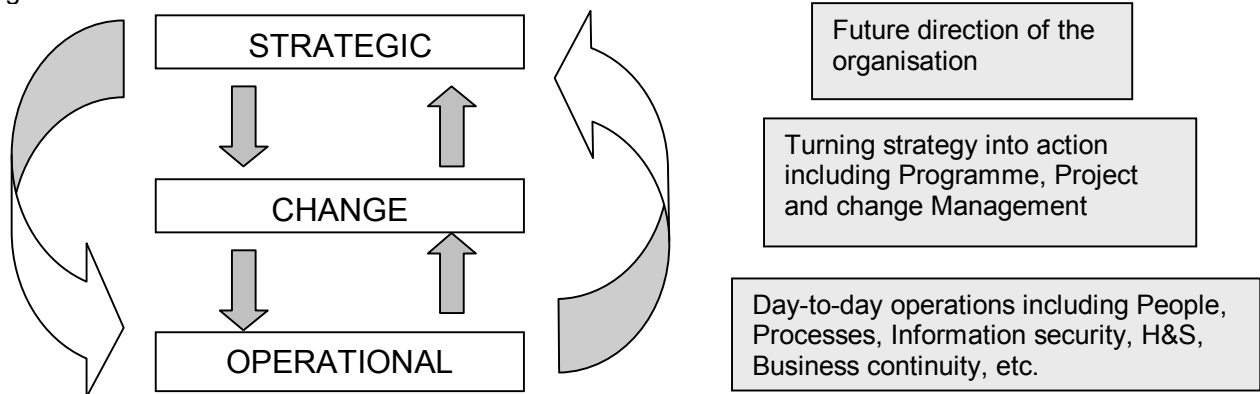 g
STRATEGIC
Future direction of the
organisation
CHANGE
Turning strategy into action
including Programme, Project
and change Management
OPERATIONAL
Day-to-day operations including People,
Processes, Information security, H&S,
Business continuity, etc.